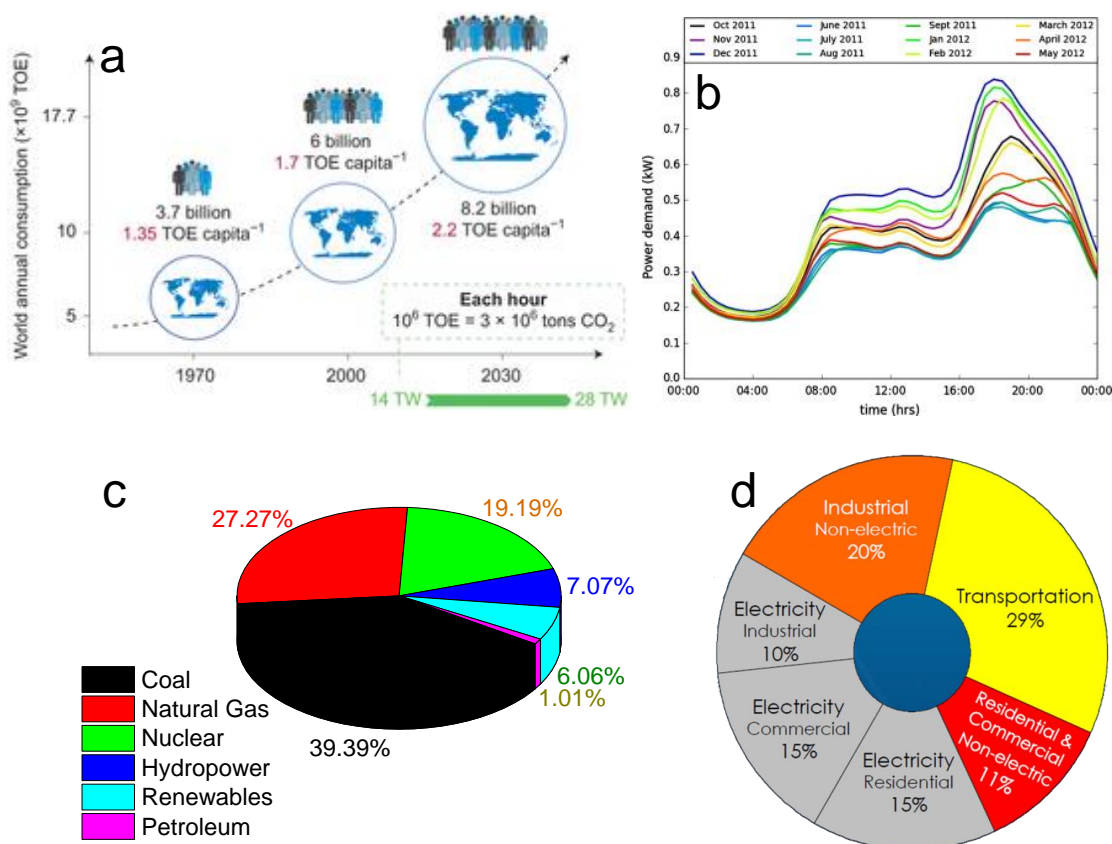 a
World annual consumption (×10⁹ TOE)
17.7
10
5
3.7 billion
1.35 TOE capita⁻¹
6 billion
1.7 TOE capita⁻¹
8.2 billion
2.2 TOE capita⁻¹
Each hour
10⁶ TOE = 3 × 10⁶ tons CO₂
1970
2000
2030
14 TW
28 TW
b
Oct 2011
Nov 2011
Dec 2011
June 2011
July 2011
Aug 2011
Sept 2011
Jan 2012
Feb 2012
March 2012
April 2012
May 2012
Power demand (kW)
0.9
0.8
0.7
0.6
0.5
0.4
0.3
0.2
0.1
0.0
00:00
04:00
08:00
12:00
16:00
20:00
00:00
time (hrs)
c
27.27%
19.19%
7.07%
6.06%
1.01%
39.39%
Coal
Natural Gas
Nuclear
Hydropower
Renewables
Petroleum
d
Industrial
Non-electric
20%
Transportation
29%
Electricity
Industrial
10%
Electricity
Commercial
15%
Electricity
Residential
15%
Residential &
Commercial
Non-electric
11%